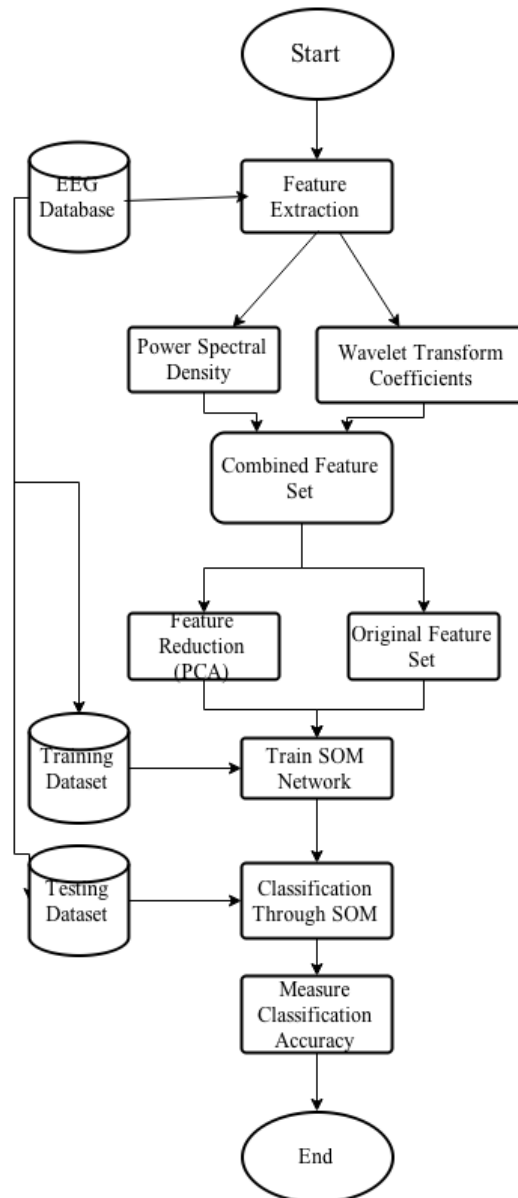 Start
EEG
Database
Feature
Extraction
Power Spectral
Density
Wavelet Transform
Coefficients
Combined Feature
Set
Feature
Reduction
(PCA)
Original Feature
Set
Training
Dataset
Train SOM
Network
Testing
Dataset
Classification
Through SOM
Measure
Classification
Accuracy
End